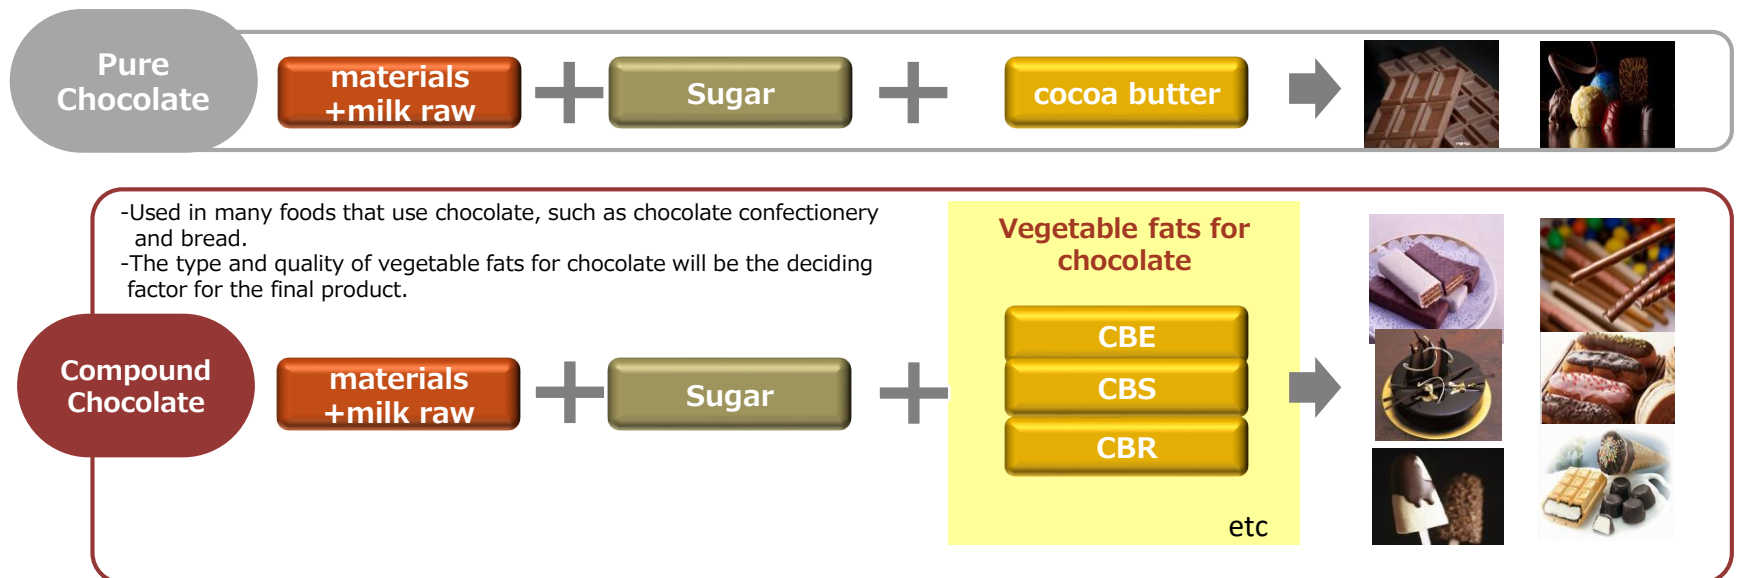 Pure
Chocolate
materials
+milk raw
Sugar
cocoa butter
-Used in many foods that use chocolate, such as chocolate confectionery
and bread.
-The type and quality of vegetable fats for chocolate will be the deciding
factor for the final product.
Vegetable fats for
chocolate
Compound
Chocolate
materials
+milk raw
Sugar
CBE
CBS
CBR
etc